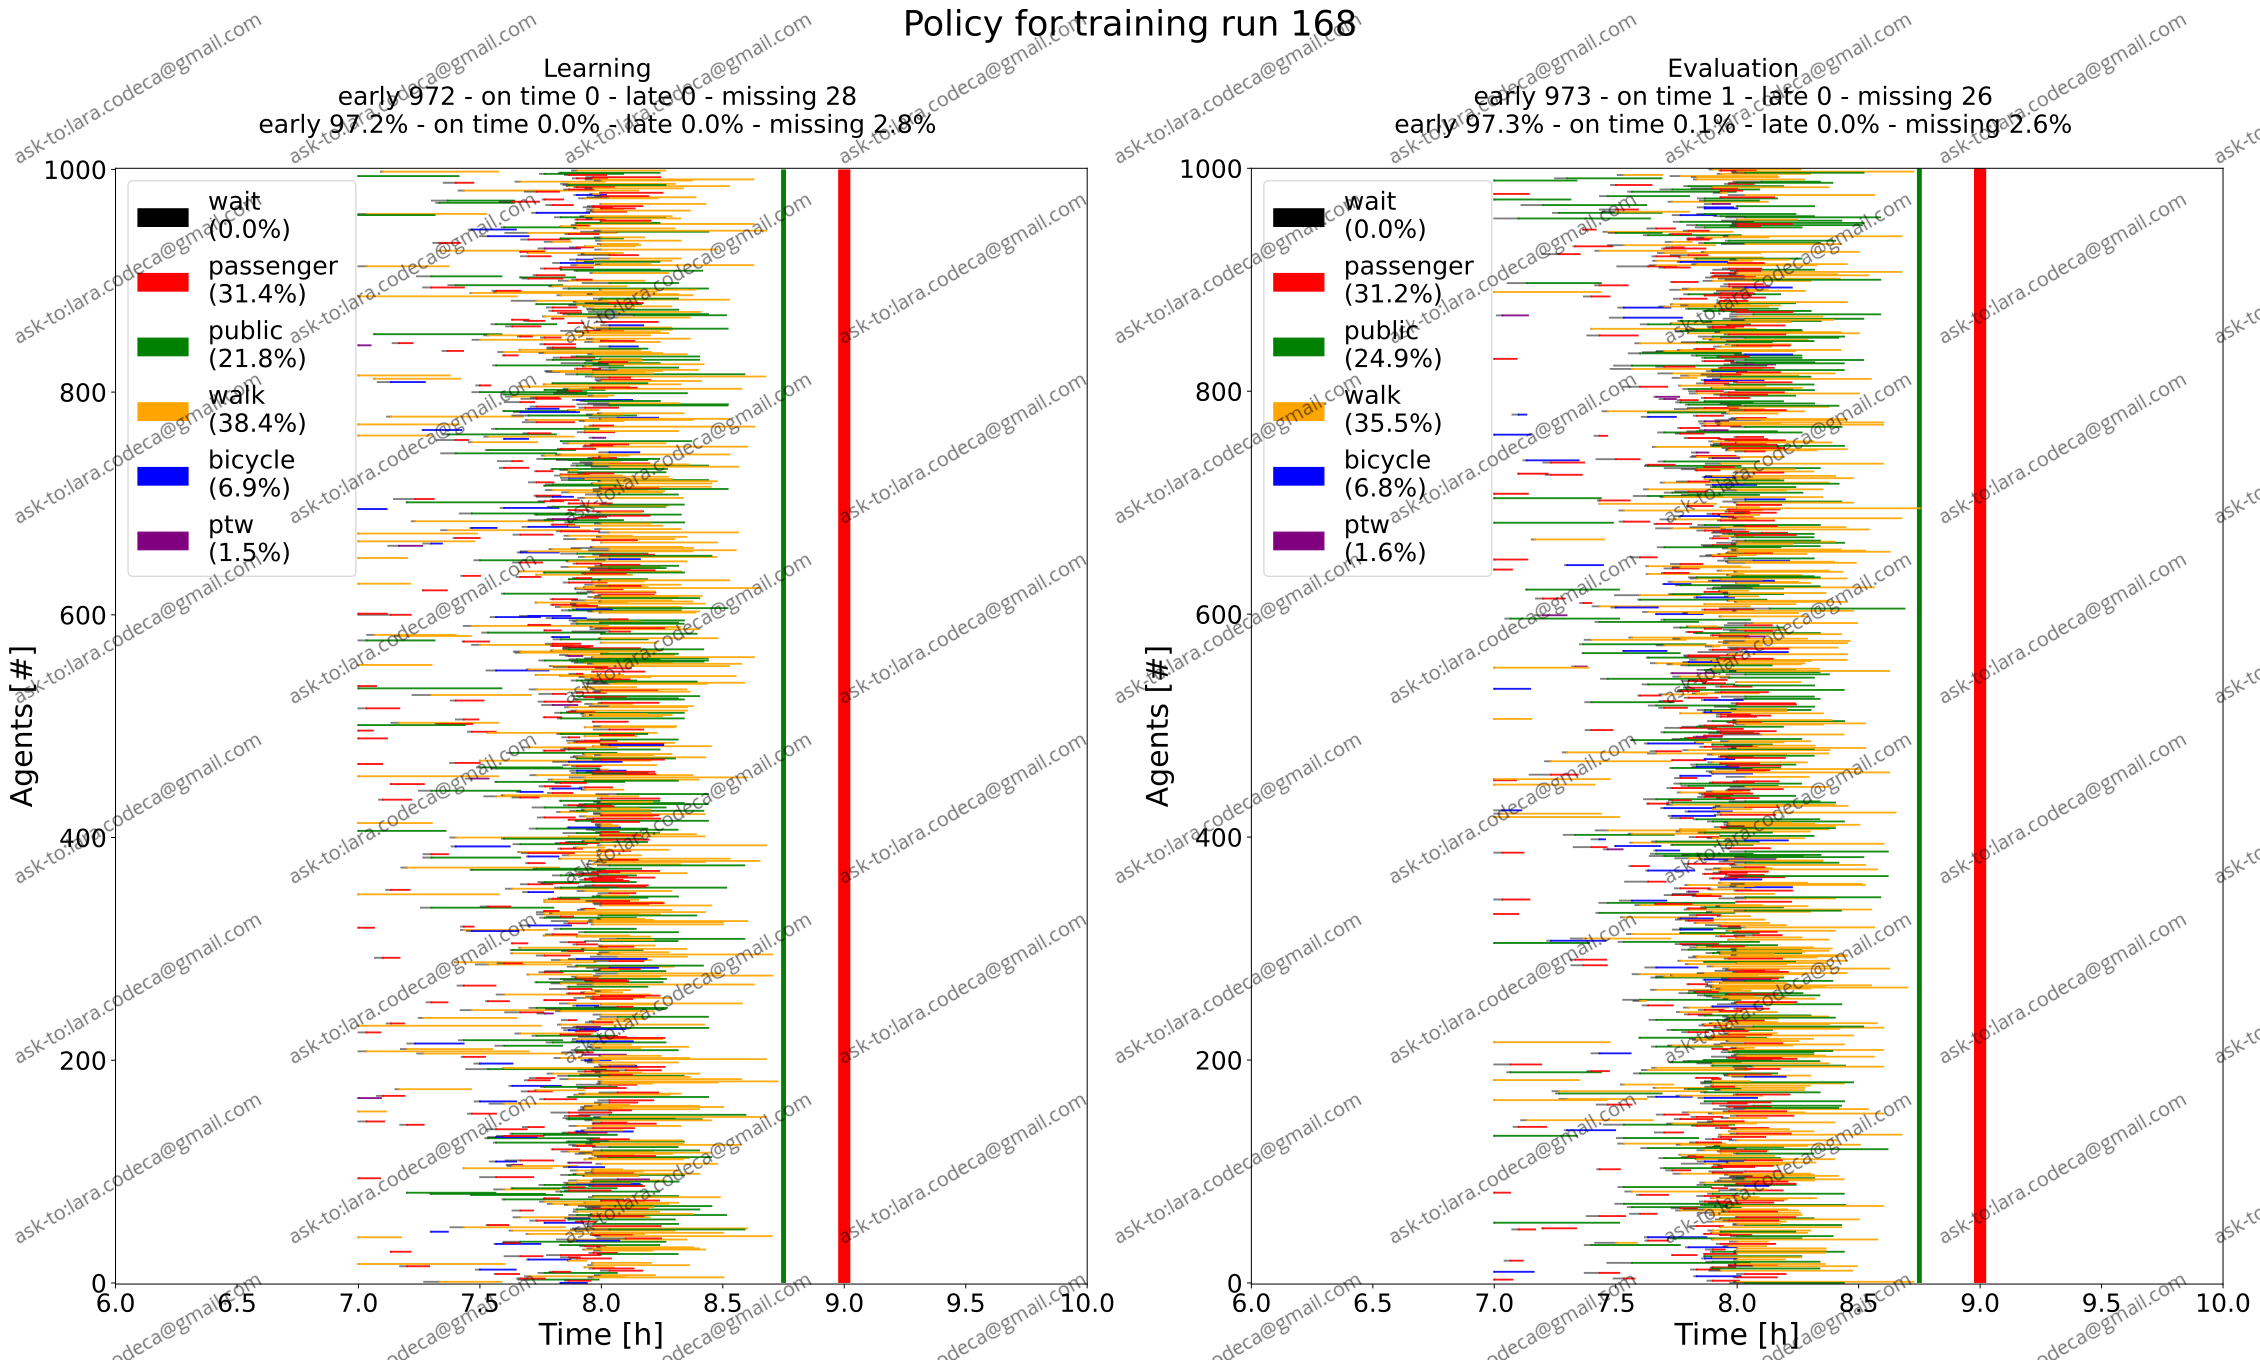 Policy for training run 168
Learning
early 972 - on time 0 - late 0 - missing 28
early 97.2% - on time 0.0% - late 0.0% - missing 2.8%
Agents [#]
1000
800
600
400
200
0
wait
(0.0%)
passenger
(31.4%)
public
(21.8%)
walk
(38.4%)
bicycle
(6.9%)
ptw
(1.5%)
6.0 6.5 7.0 7.5 8.0 8.5 9.0 9.5 10.0
Time [h]
Evaluation
early 973 - on time 1 - late 0 - missing 26
early 97.3% - on time 0.1% - late 0.0% - missing 2.6%
Agents [#]
1000
800
600
400
200
0
wait
(0.0%)
passenger
(31.2%)
public
(24.9%)
walk
(35.5%)
bicycle
(6.8%)
ptw
(1.6%)
6.0 6.5 7.0 7.5 8.0 8.5 9.0 9.5 10.0
Time [h]
ask-to:lara.codeca@gmail.com